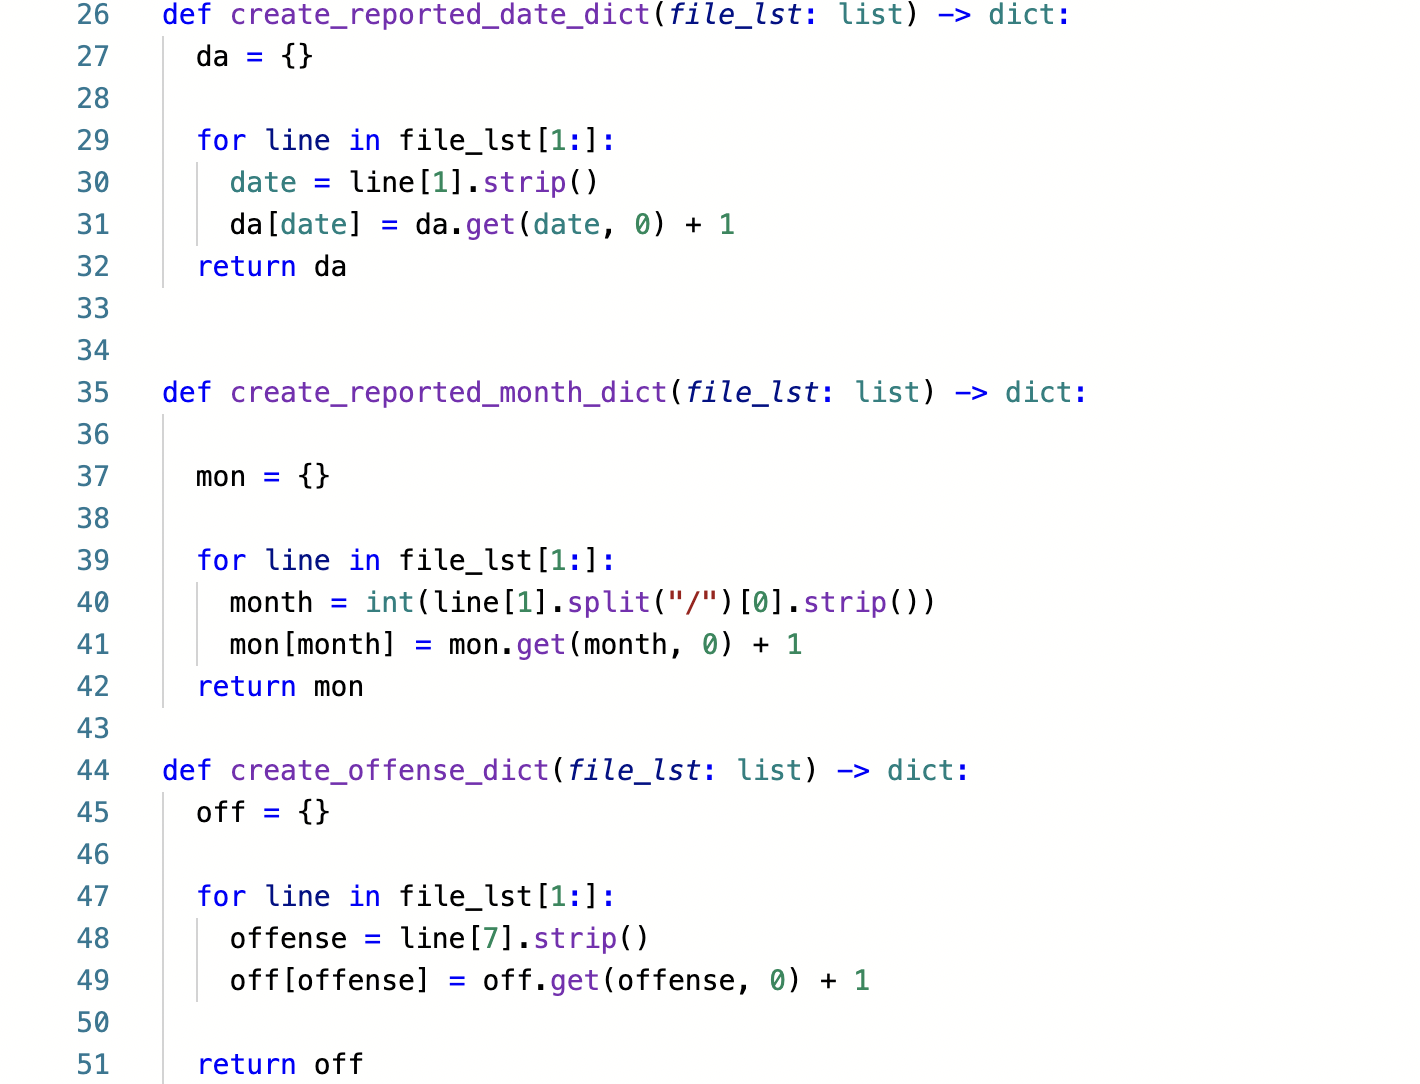 26 def create_reported_date_dict(file_lst: list) -> dict:
27   da = {}
28
29   for line in file_lst[1:]:
30     date = line[1].strip()
31     da[date] = da.get(date, 0) + 1
32   return da
33
34
35 def create_reported_month_dict(file_lst: list) -> dict:
36
37   mon = {}
38
39   for line in file_lst[1:]:
40     month = int(line[1].split("/")[0].strip())
41     mon[month] = mon.get(month, 0) + 1
42   return mon
43
44 def create_offense_dict(file_lst: list) -> dict:
45   off = {}
46
47   for line in file_lst[1:]:
48     offense = line[7].strip()
49     off[offense] = off.get(offense, 0) + 1
50
51   return off